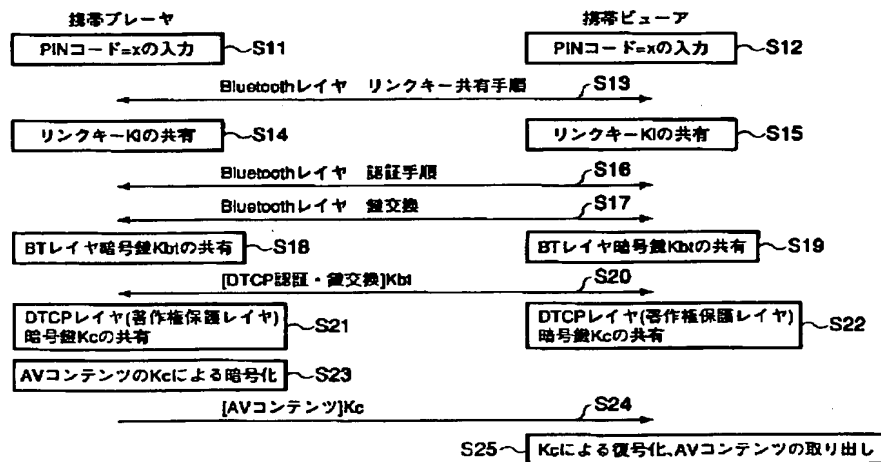 携帯プレーヤ 携帯ビューア
PINコード=xの入力 S11 PINコード=xの入力 S12
Bluetoothレイヤ リンクキー共有手順 S13
リンクキーKlの共有 S14 リンクキーKlの共有 S15
Bluetoothレイヤ 認証手順 S16
Bluetoothレイヤ 鍵交換 S17
BTレイヤ暗号鍵Kbtの共有 S18 BTレイヤ暗号鍵Kbtの共有 S19
[DTCP認証・鍵交換]Kbt S20
DTCPレイヤ(著作権保護レイヤ) S21 DTCPレイヤ(著作権保護レイヤ) S22
暗号鍵Kcの共有 暗号鍵Kcの共有
AVコンテンツのKcによる暗号化 S23
[AVコンテンツ]Kc S24
S25 Kcによる復号化、AVコンテンツの取り出し